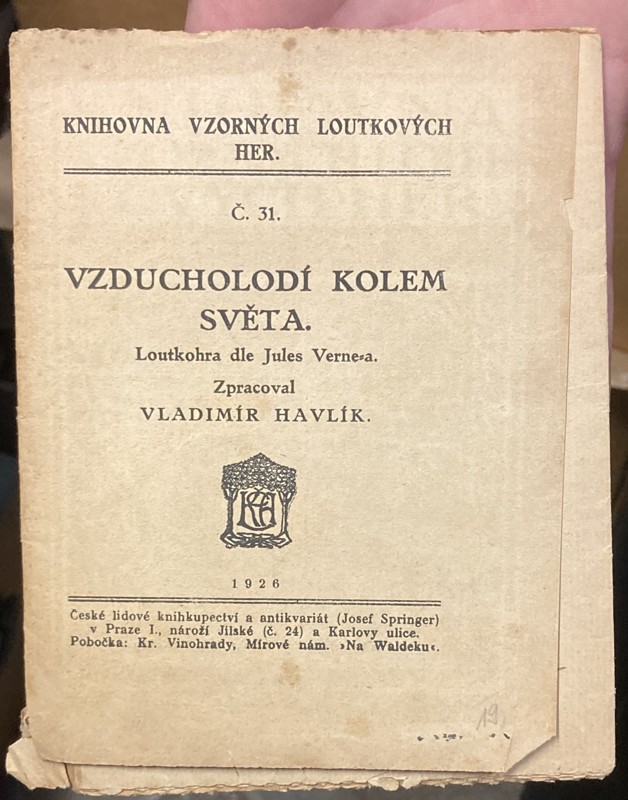 KNIHOVNA VZORNÝCH LOUTKOVÝCH
HER.
Č. 31.
VZDUCHOLODÍ KOLEM
SVĚTA.
Loutkohra dle Jules Verne-a.
Zpracoval
VLADIMÍR HAVLÍK.
1926
České lidové knihkupectví a antikvariát (Josef Springer)
v Praze I., nároží Jilské (č. 24) a Karlovy ulice.
Pobočka: Kr. Vinohrady, Mírové nám. »Na Waldeku«.
19,